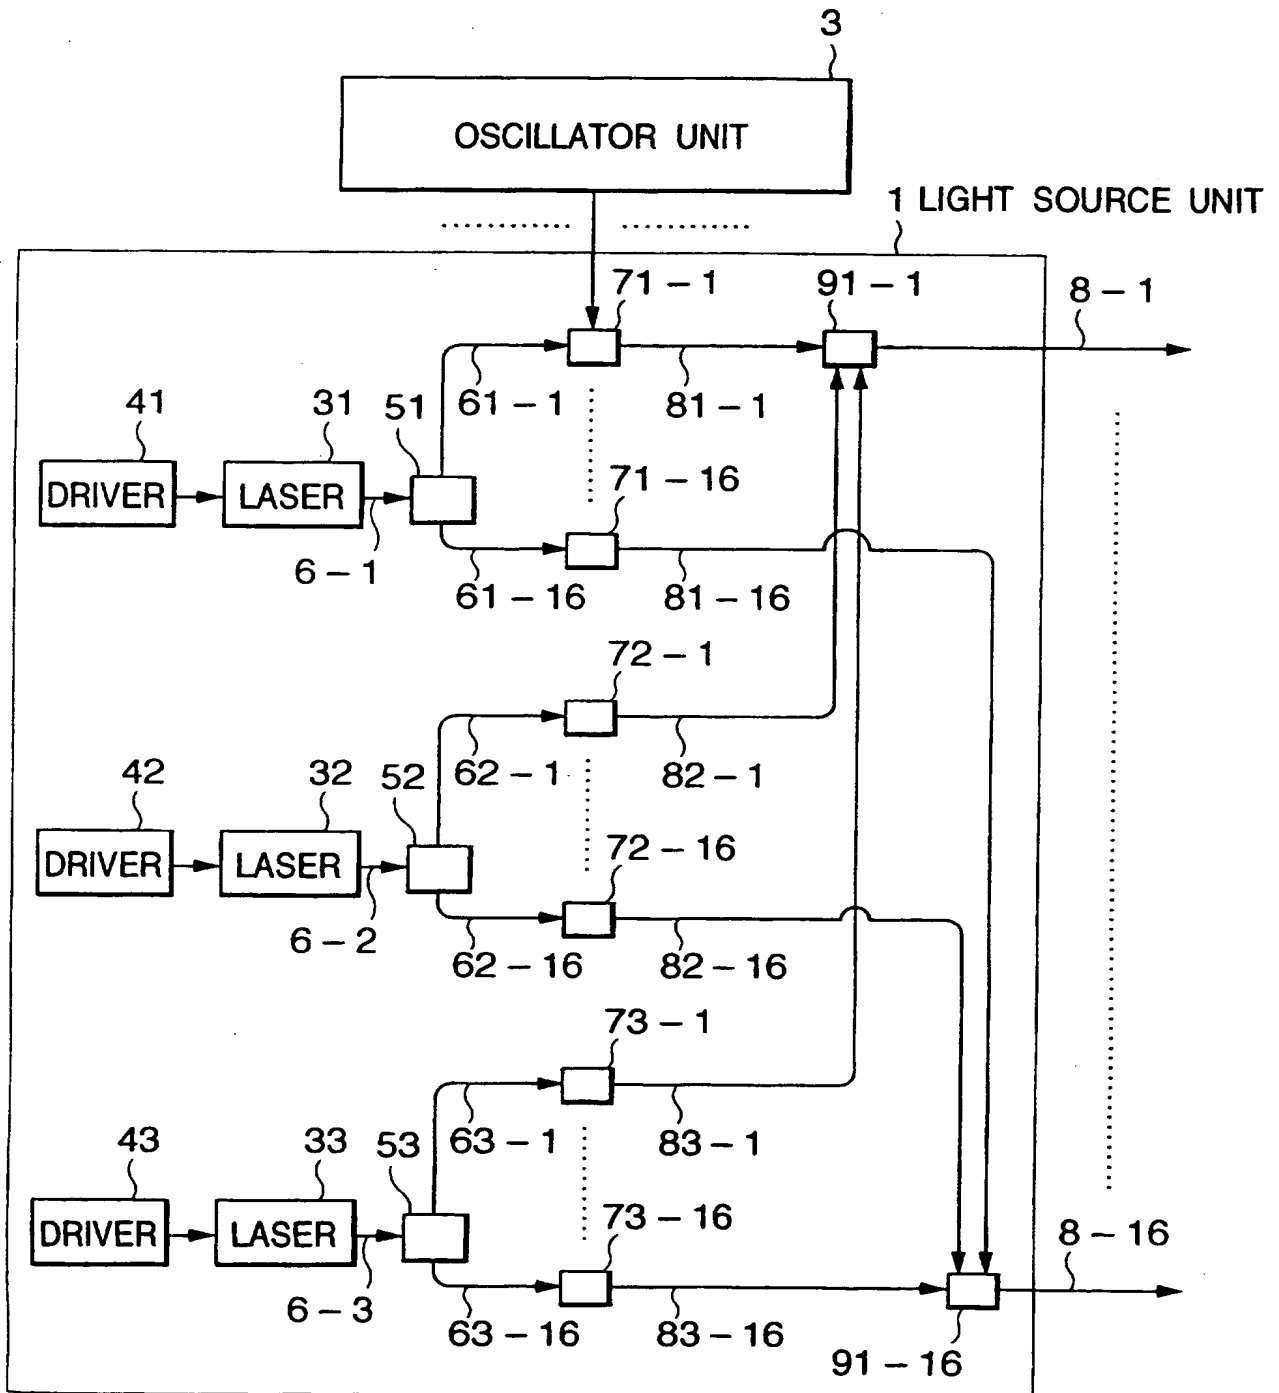 3
OSCILLATOR UNIT
1 LIGHT SOURCE UNIT
71 – 1
91 – 1
8 – 1
61 – 1
81 – 1
41
31
51
71 – 16
DRIVER
LASER
6 – 1
61 – 16
81 – 16
72 – 1
62 – 1
82 – 1
42
32
52
72 – 16
DRIVER
LASER
6 – 2
62 – 16
82 – 16
73 – 1
63 – 1
83 – 1
43
33
53
73 – 16
DRIVER
LASER
8 – 16
6 – 3
63 – 16
83 – 16
91 – 16